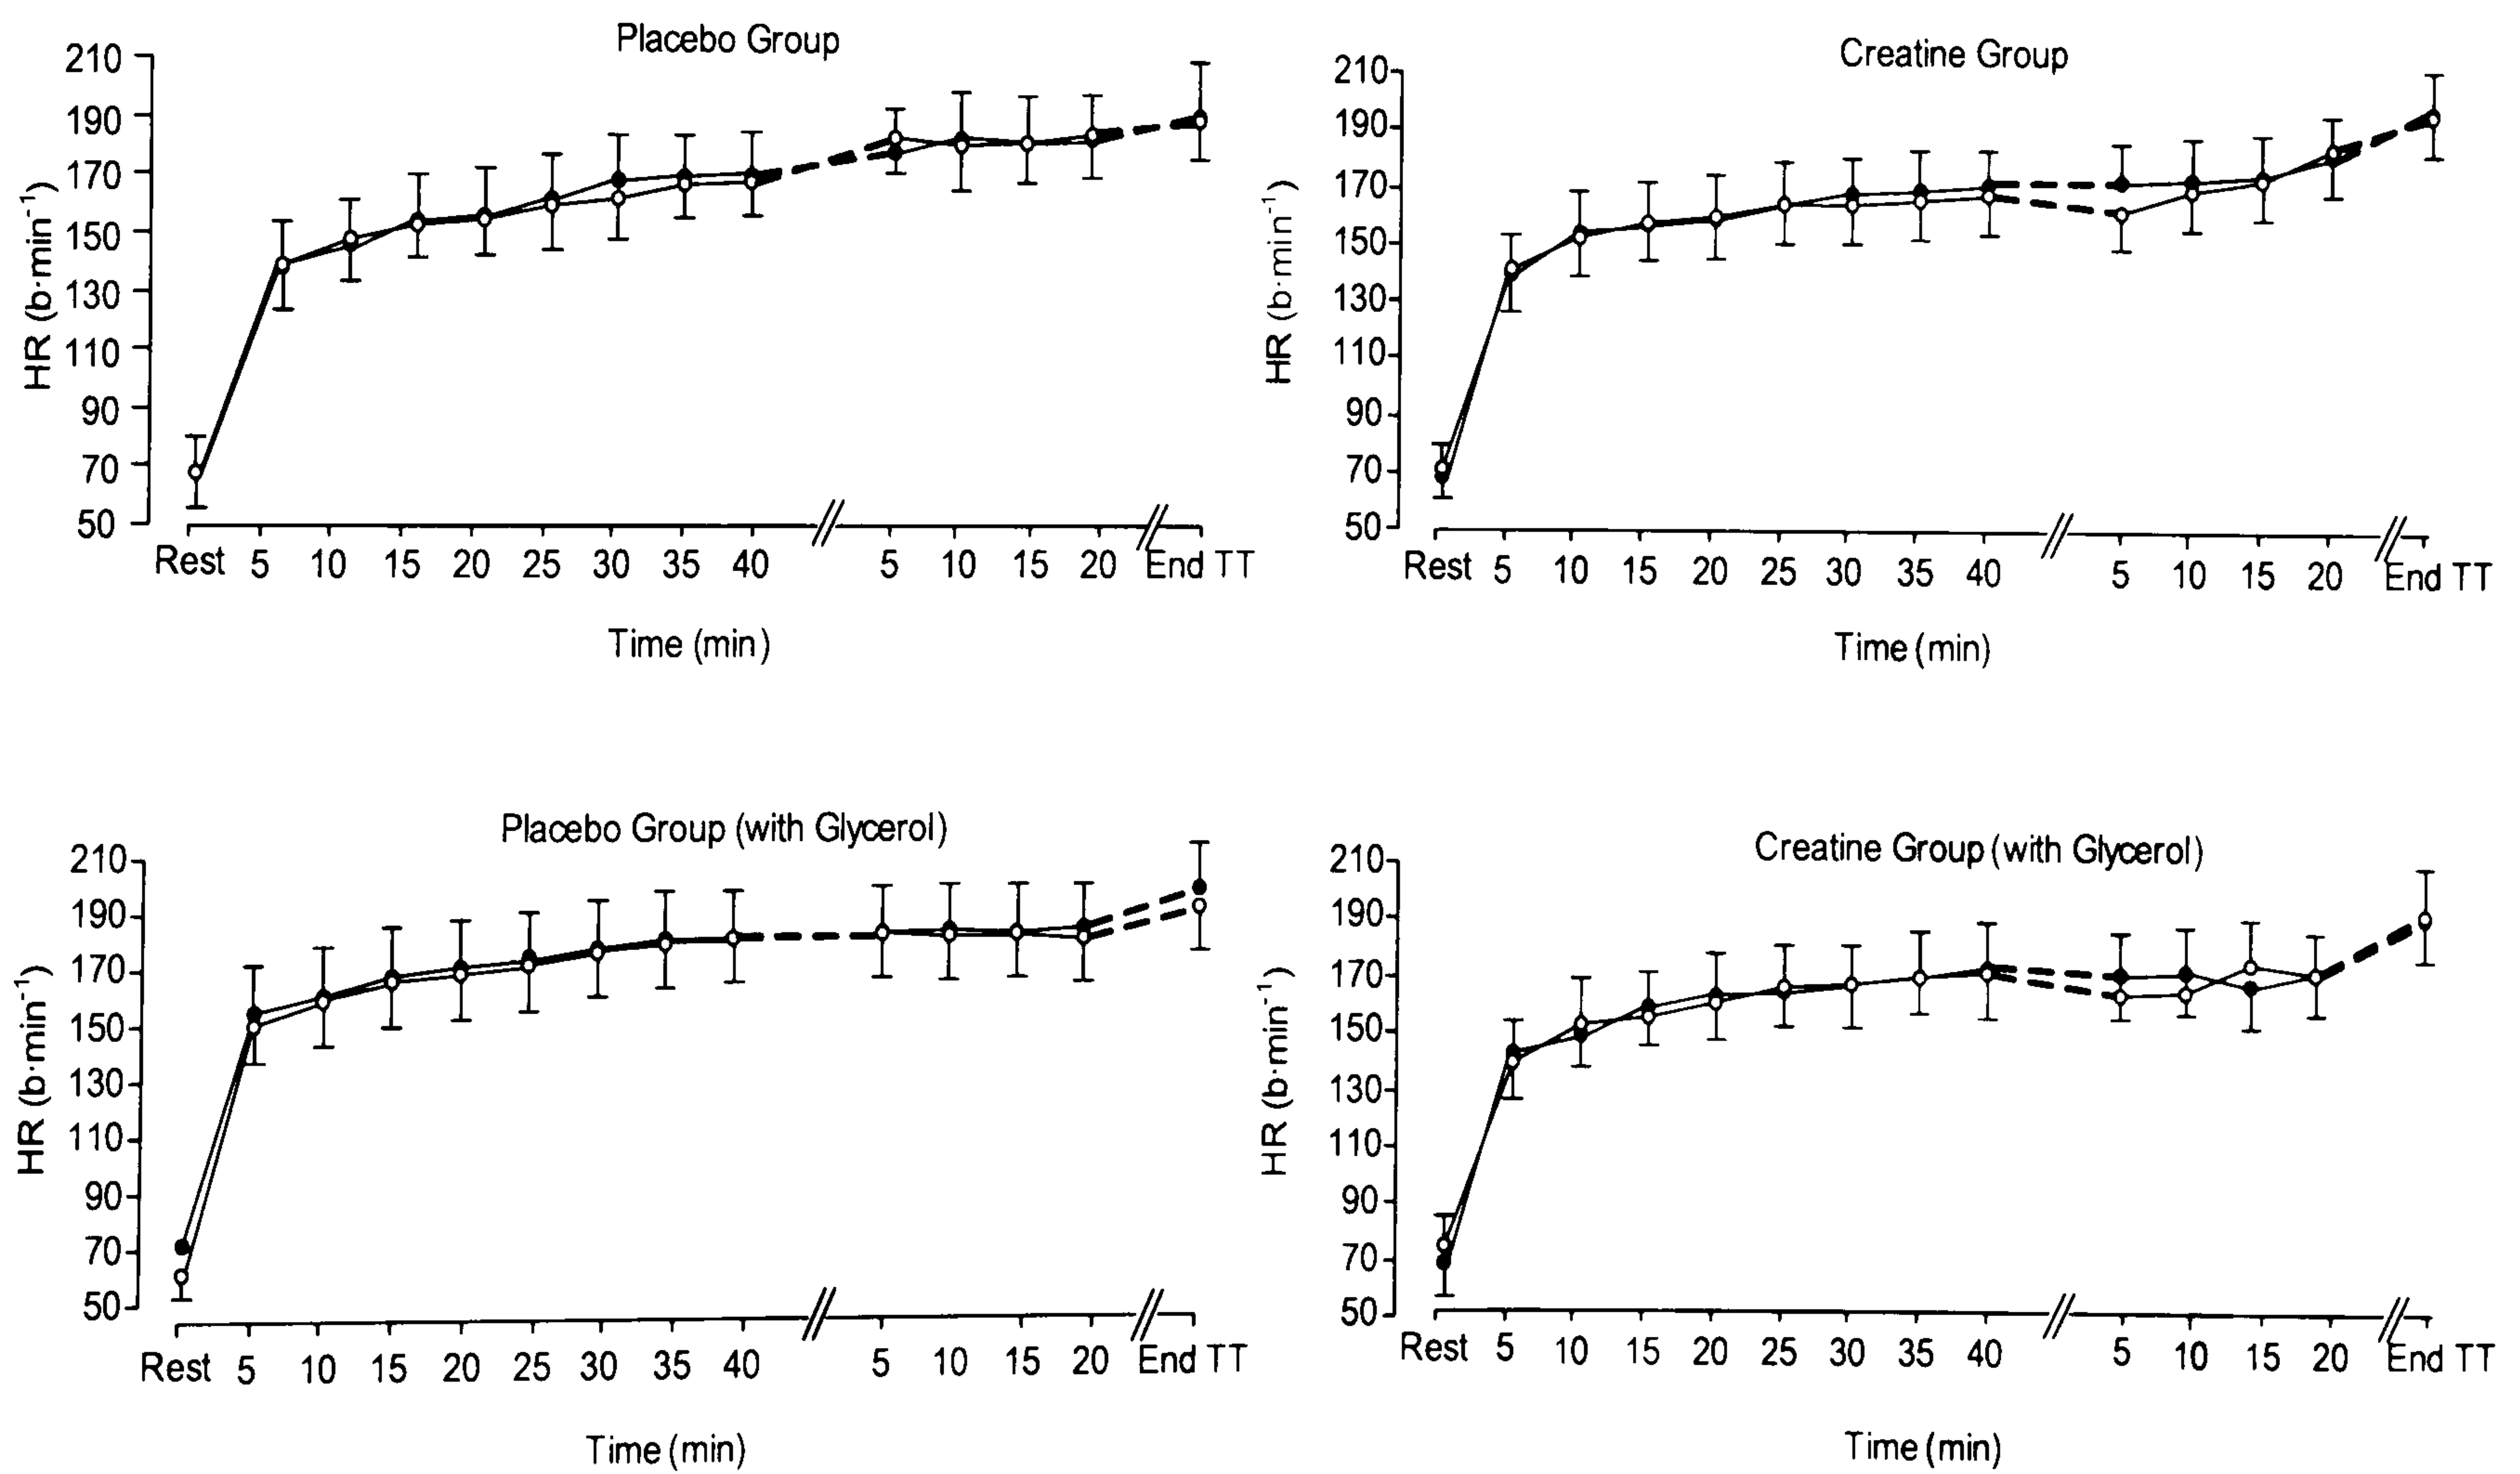 Placebo Group
210
190
170
150
130
110
90
70
50
HR (b·min⁻¹)
Rest 5 10 15 20 25 30 35 40 5 10 15 20 End TT
Time (min)
Creatine Group
210
190
170
150
130
110
90
70
50
HR (b·min⁻¹)
Rest 5 10 15 20 25 30 35 40 5 10 15 20 End TT
Time (min)
Placebo Group (with Glycerol)
210
190
170
150
130
110
90
70
50
HR (b·min⁻¹)
Rest 5 10 15 20 25 30 35 40 5 10 15 20 End TT
Time (min)
Creatine Group (with Glycerol)
210
190
170
150
130
110
90
70
50
HR (b·min⁻¹)
Rest 5 10 15 20 25 30 35 40 5 10 15 20 End TT
Time (min)